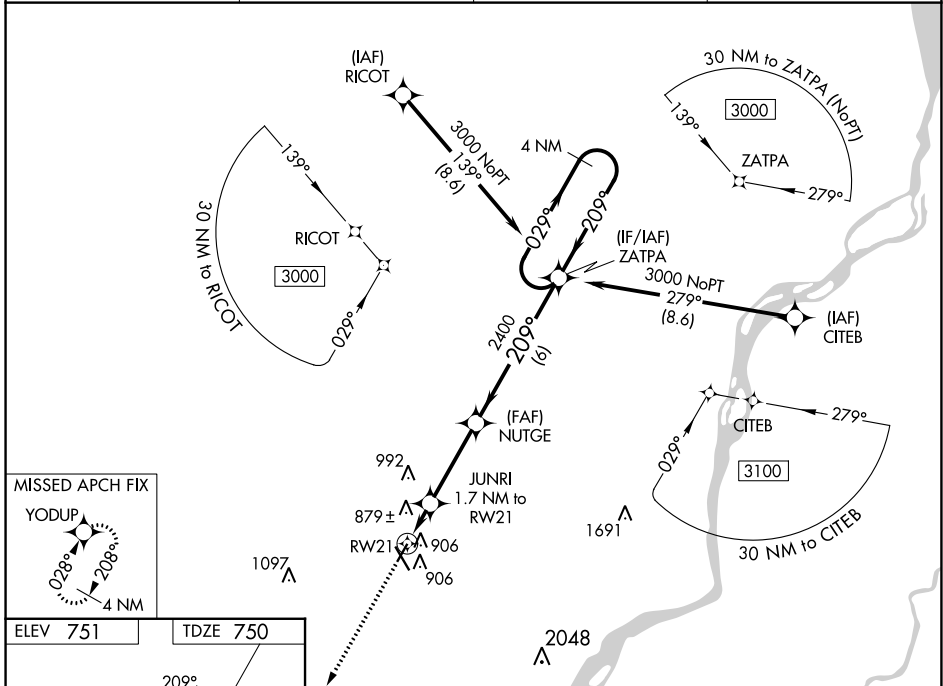 (IAF)
RICOT
3000 NoPT
139°
(8.6)
4 NM
029°
209°
30 NM to ZATPA (NoPT)
3000
139°
ZATPA
279°
139°
RICOT
3000
029°
30 NM to RICOT
(IF/IAF)
ZATPA
3000 NoPT
279°
(8.6)
(IAF)
CITEB
2400
209°
(6)
(FAF)
NUTGE
CITEB
279°
029°
3100
30 NM to CITEB
992
JUNRI
1.7 NM to
RW21
879±
RW21
906
906
1097
1691
2048
MISSED APCH FIX
YODUP
028°
208°
4 NM
ELEV 751
TDZE 750
209°